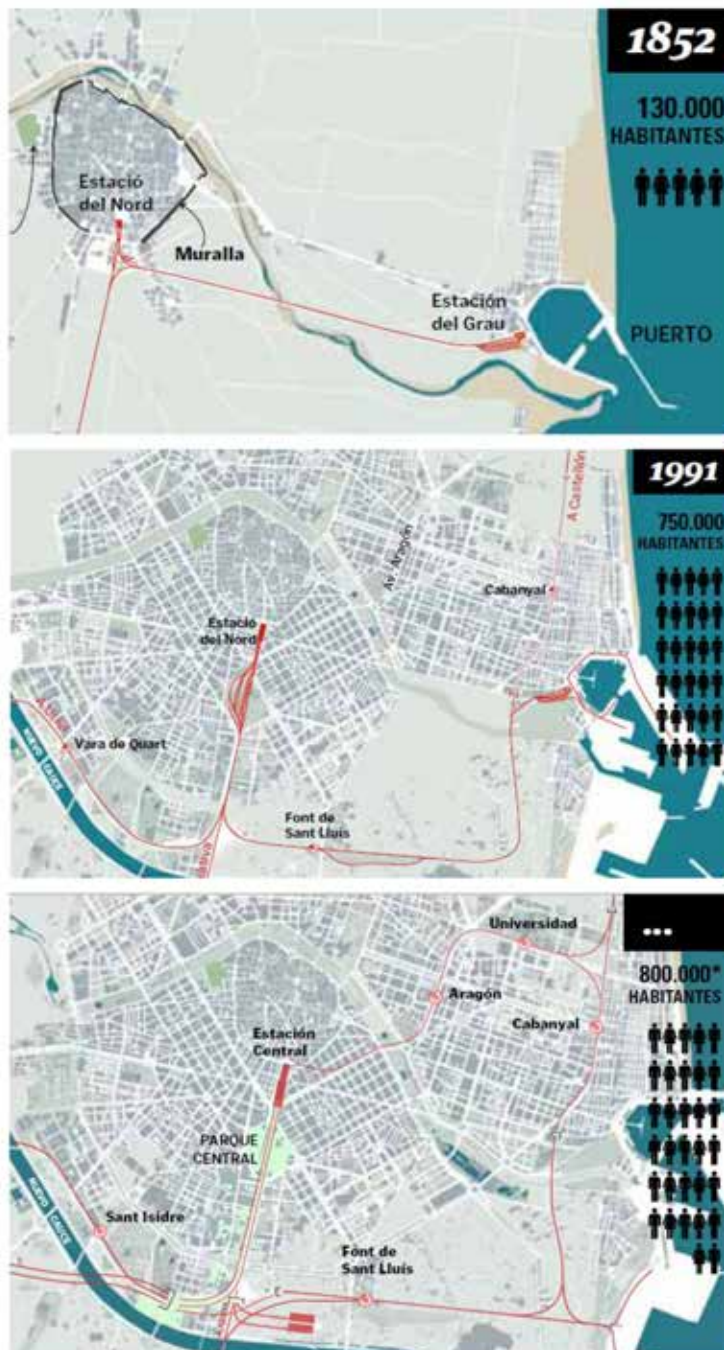 1852
130.000
HABITANTES
Estació
del Nord
Muralla
Estación
del Grau
PUERTO
1991
750.000
HABITANTES
A Castellón
Av. Aragón
Cabanyal
Estació
del Nord
Vara de Quart
NUEVO CAUCE
Font de
Sant Lluís
...
800.000*
HABITANTES
Universidad
Aragón
Cabanyal
Estación
Central
PARQUE
CENTRAL
Sant Isidre
NUEVO CAUCE
Fónt de
Sant Lluís